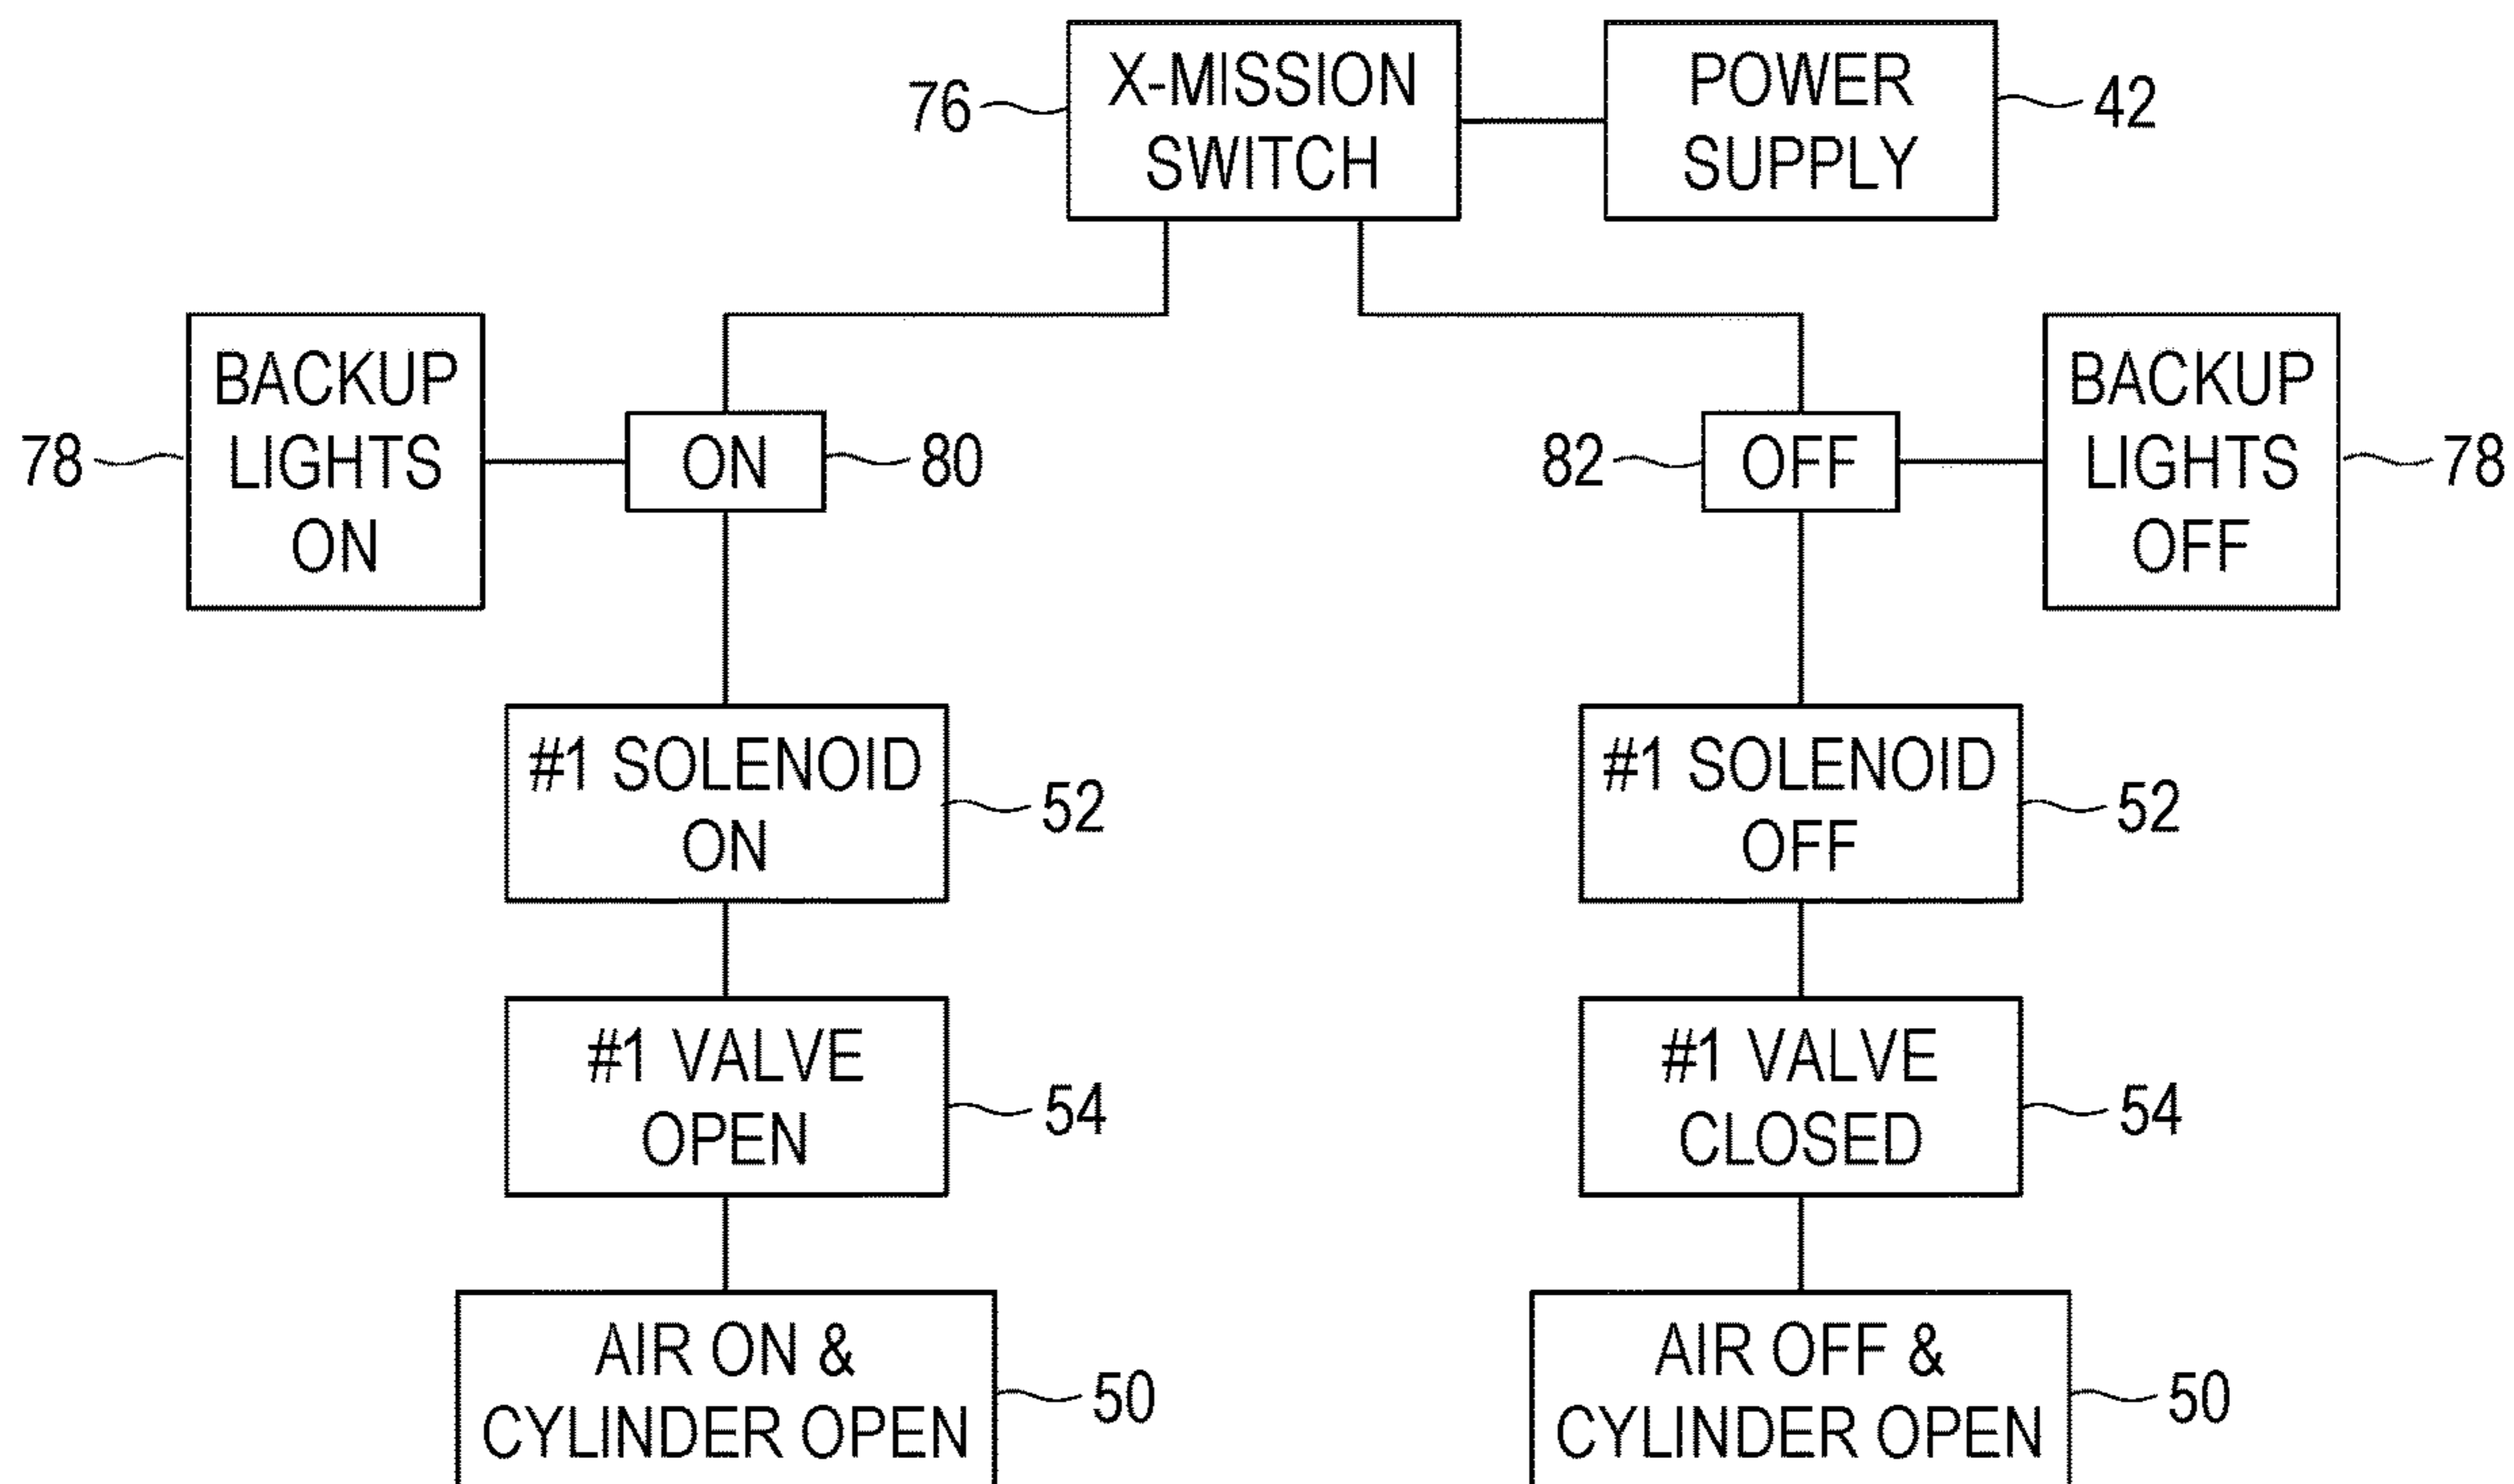 76
X-MISSION
SWITCH
POWER
SUPPLY
42
78
BACKUP
LIGHTS
ON
ON
80
82
OFF
BACKUP
LIGHTS
OFF
78
#1 SOLENOID
ON
52
#1 SOLENOID
OFF
52
#1 VALVE
OPEN
54
#1 VALVE
CLOSED
54
AIR ON &
CYLINDER OPEN
50
AIR OFF &
CYLINDER OPEN
50